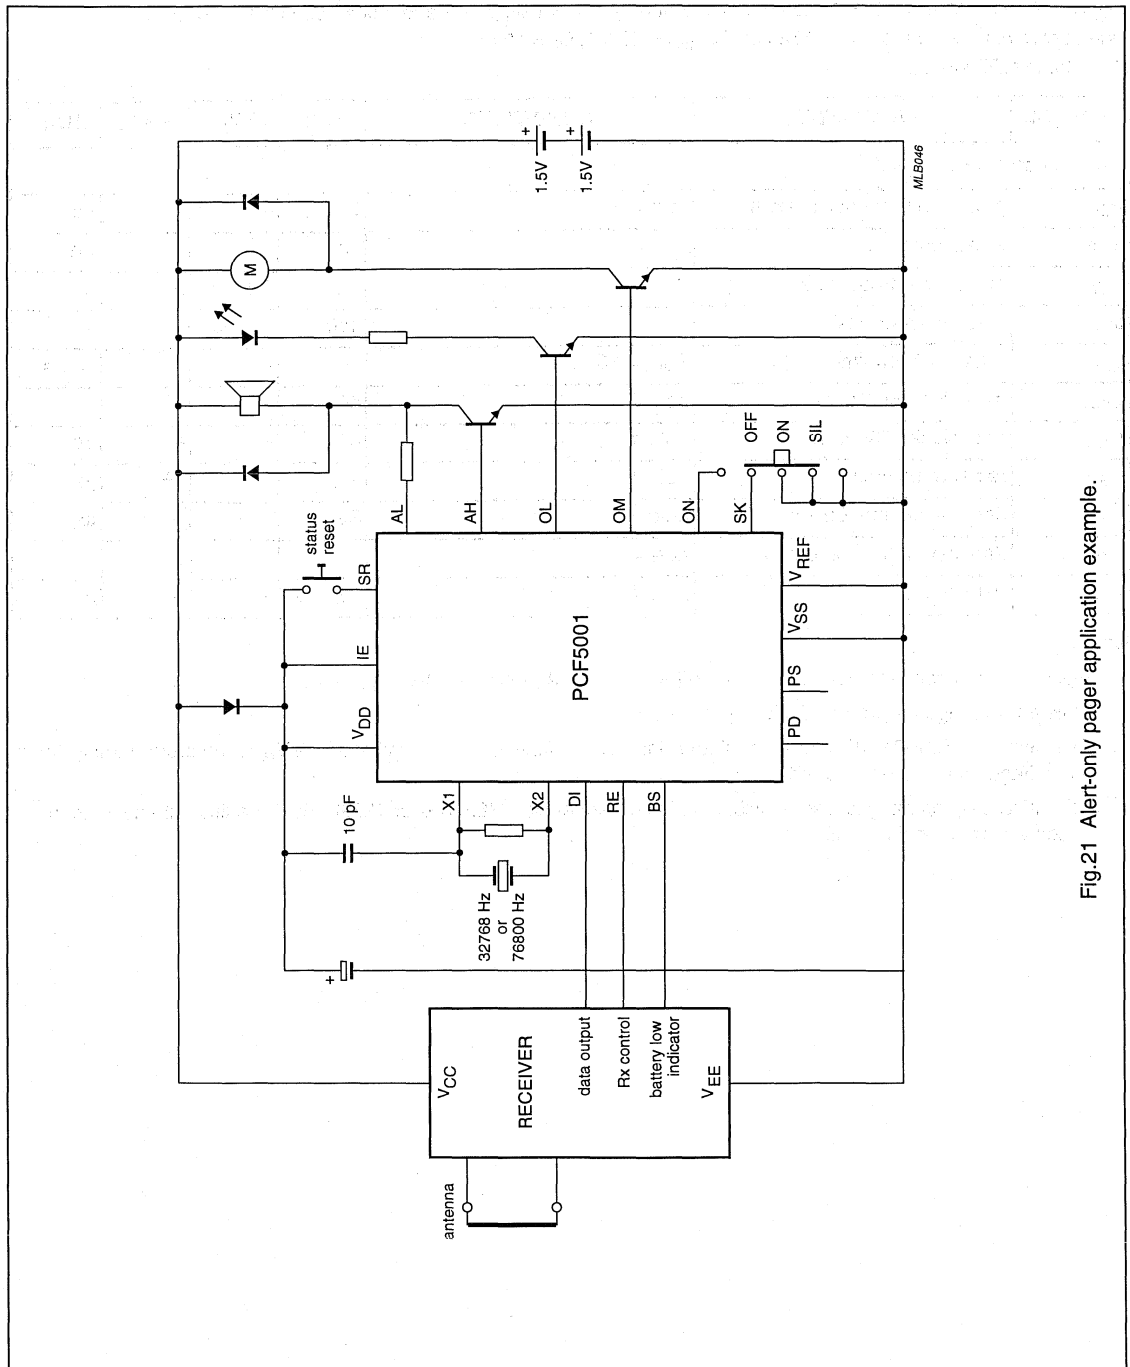 antenna
RECEIVER
VCC
VEE
data output
Rx control
battery low
indicator
+
32768 Hz
or
76800 Hz
10 pF
X1
X2
DI
RE
BS
VDD
IE
SR
status
reset
PCF5001
PD
PS
VSS
VREF
AL
AH
OL
OM
ON
SK
OFF
ON
SIL
M
1.5V
+
1.5V
+
MLB046
Fig.21 Alert-only pager application example.